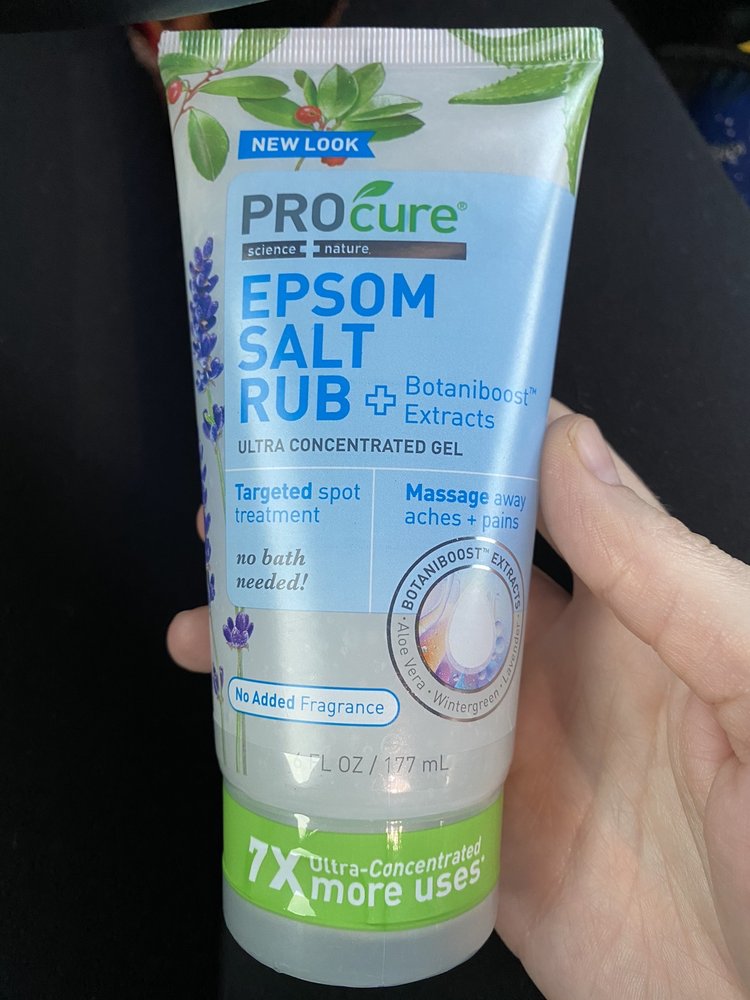 NEW LOOK
PROcure®
science + nature.
EPSOM
SALT
RUB + Botaniboost™
Extracts
ULTRA CONCENTRATED GEL
Targeted spot
treatment
no bath
needed!
Massage away
aches + pains
BOTANIBOOST™ EXTRACTS
· Aloe Vera · Wintergreen · Lavender
No Added Fragrance
6 FL OZ / 177 mL
7X Ultra-Concentrated
more uses*